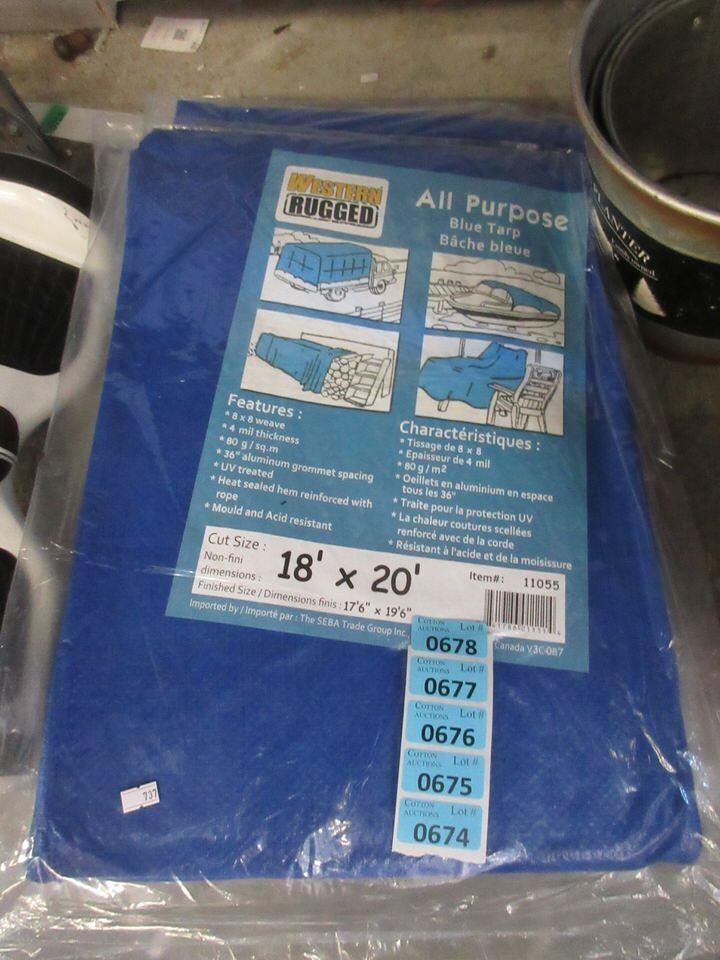 WESTERN
RUGGED
All Purpose
Blue Tarp
Bâche bleue
Features :
* 8 x 8 weave
* 4 mil thickness
* 80 g / sq.m
* 36" aluminum grommet spacing
* UV treated
* Heat sealed hem reinforced with
rope
* Mould and Acid resistant
Charactéristiques :
* Tissage de 8 x 8
* Epaisseur de 4 mil
* 80 g / m2
* Oeillets en aluminium en espace
tous les 36"
* Traite pour la protection UV
* La chaleur coutures scellées
renforcé avec de la corde
* Résistant à l'acide et de la moisissure
Cut Size :
Non-fini
dimensions :
18' x 20'
Item#: 11055
Finished Size / Dimensions finis : 17'6" x 19'6"
Imported by / Importé par : The SEBA Trade Group Inc.,
Canada V3C-0B7
COTTON
AUCTIONS
Lot #
0678
COTTON
AUCTIONS
Lot #
0677
COTTON
AUCTIONS
Lot #
0676
COTTON
AUCTIONS
Lot #
0675
COTTON
AUCTIONS
Lot #
0674
737
PLANTER